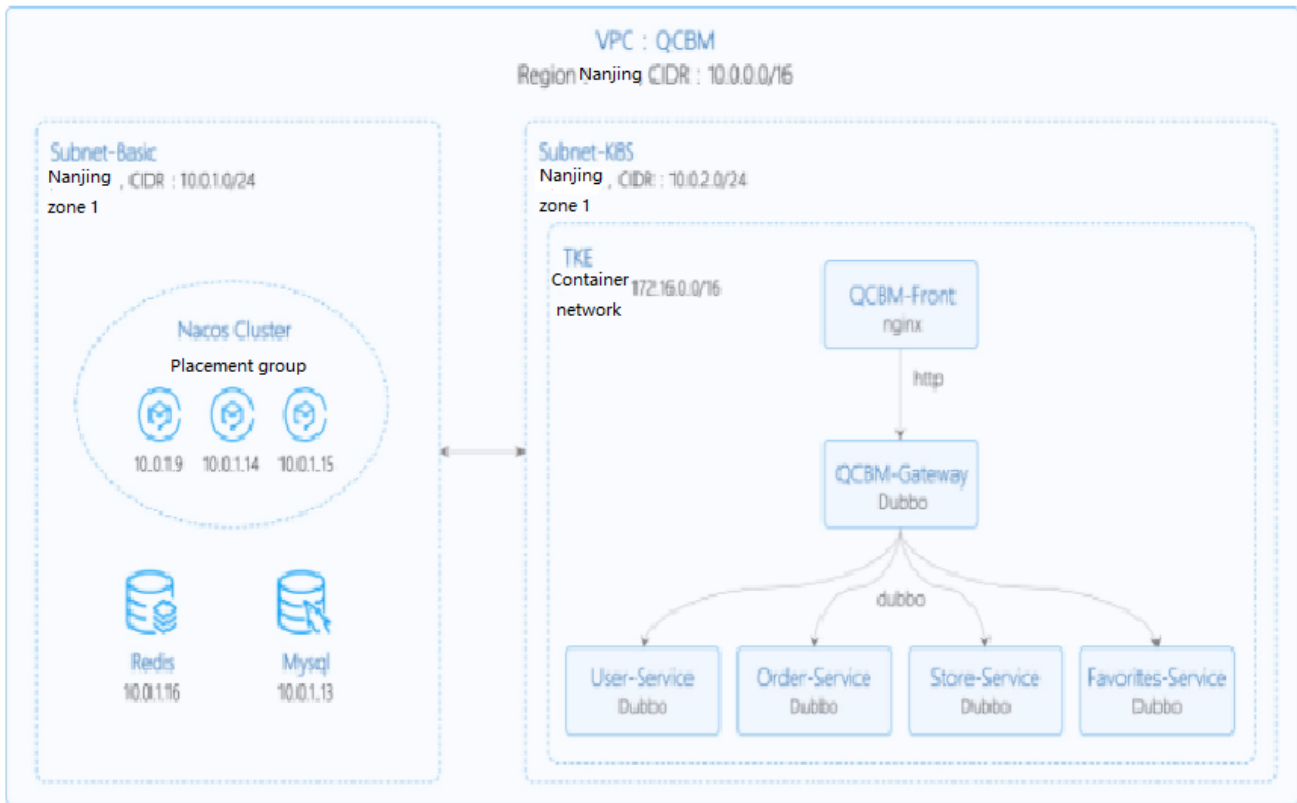 VPC : QCBM
Region Nanjing CIDR : 10.0.0.0/16
Subnet-Basic
Nanjing , CIDR : 10.0.1.0/24
zone 1
Nacos Cluster
Placement group
10.0.1.9 10.0.1.14 10.0.1.15
Redis
10.0.1.16
Mysql
10.0.1.13
Subnet-K8S
Nanjing , CIDR : 10.0.2.0/24
zone 1
TKE
Container 172.16.0.0/16
network
QCBM-Front
nginx
http
QCBM-Gateway
Dubbo
dubbo
User-Service
Dubbo
Order-Service
Dubbo
Store-Service
Dubbo
Favorites-Service
Dubbo